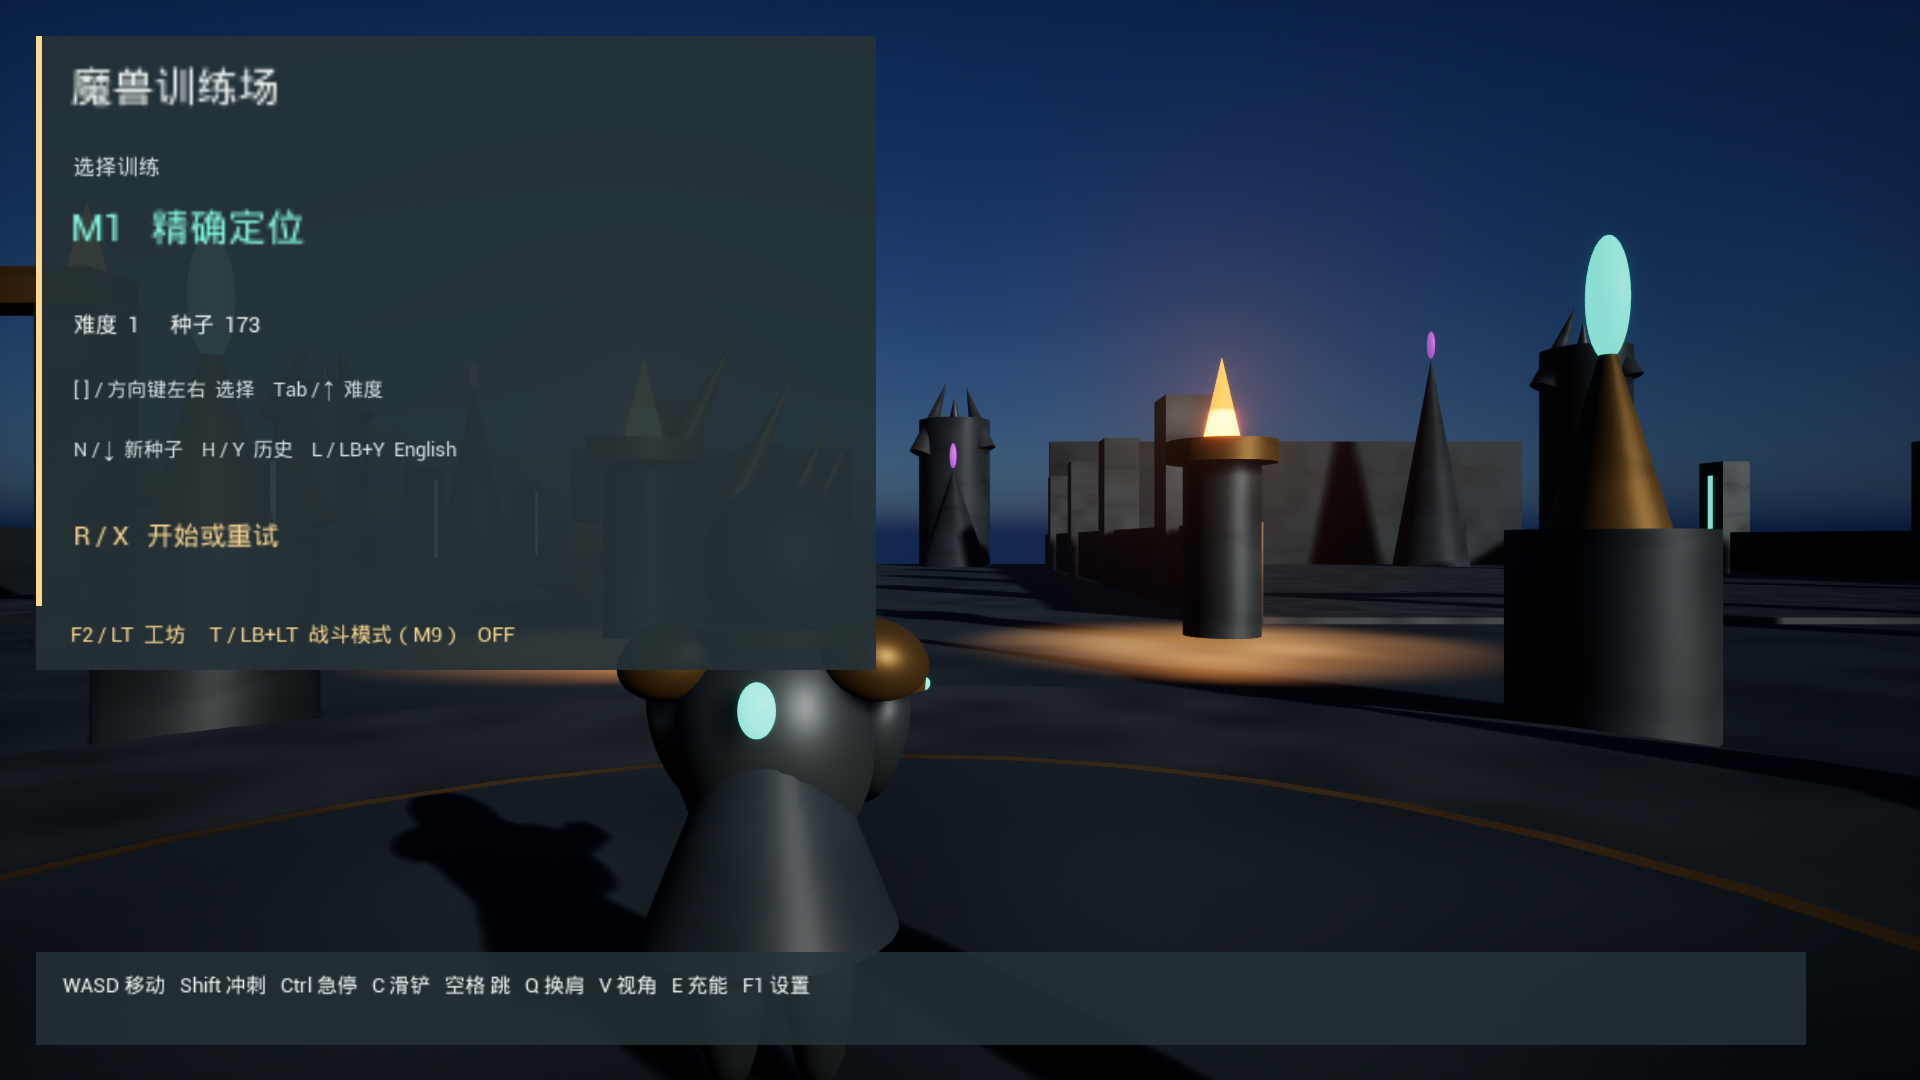 魔兽训练场
选择训练
M1 精确定位
难度 1 种子 173
[ ] / 方向键左右 选择 Tab / ↑ 难度
N / ↓ 新种子 H / Y 历史 L / LB+Y English
R / X 开始或重试
F2 / LT 工坊 T / LB+LT 战斗模式 ( M9 ) OFF
WASD 移动 Shift 冲刺 Ctrl 急停 C 滑铲 空格 跳 Q 换肩 V 视角 E 充能 F1 设置